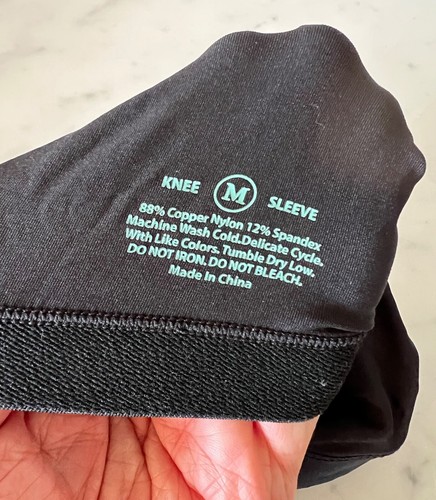 KNEE M SLEEVE
88% Copper Nylon 12% Spandex
Machine Wash Cold.Delicate Cycle.
With Like Colors. Tumble Dry Low.
DO NOT IRON. DO NOT BLEACH.
Made In China